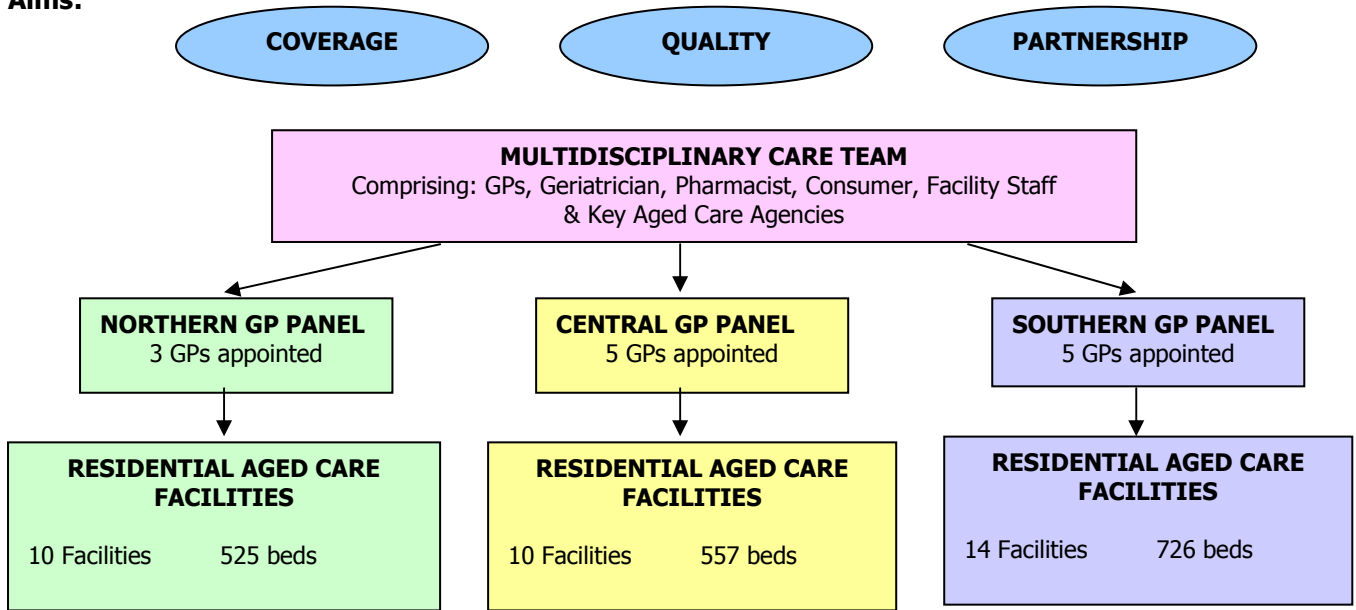 Aims:
COVERAGE
QUALITY
PARTNERSHIP
MULTIDISCIPLINARY CARE TEAM
Comprising: GPs, Geriatrician, Pharmacist, Consumer, Facility Staff
& Key Aged Care Agencies
NORTHERN GP PANEL
3 GPs appointed
CENTRAL GP PANEL
5 GPs appointed
SOUTHERN GP PANEL
5 GPs appointed
RESIDENTIAL AGED CARE
FACILITIES
10 Facilities 525 beds
RESIDENTIAL AGED CARE
FACILITIES
10 Facilities 557 beds
RESIDENTIAL AGED CARE
FACILITIES
14 Facilities 726 beds